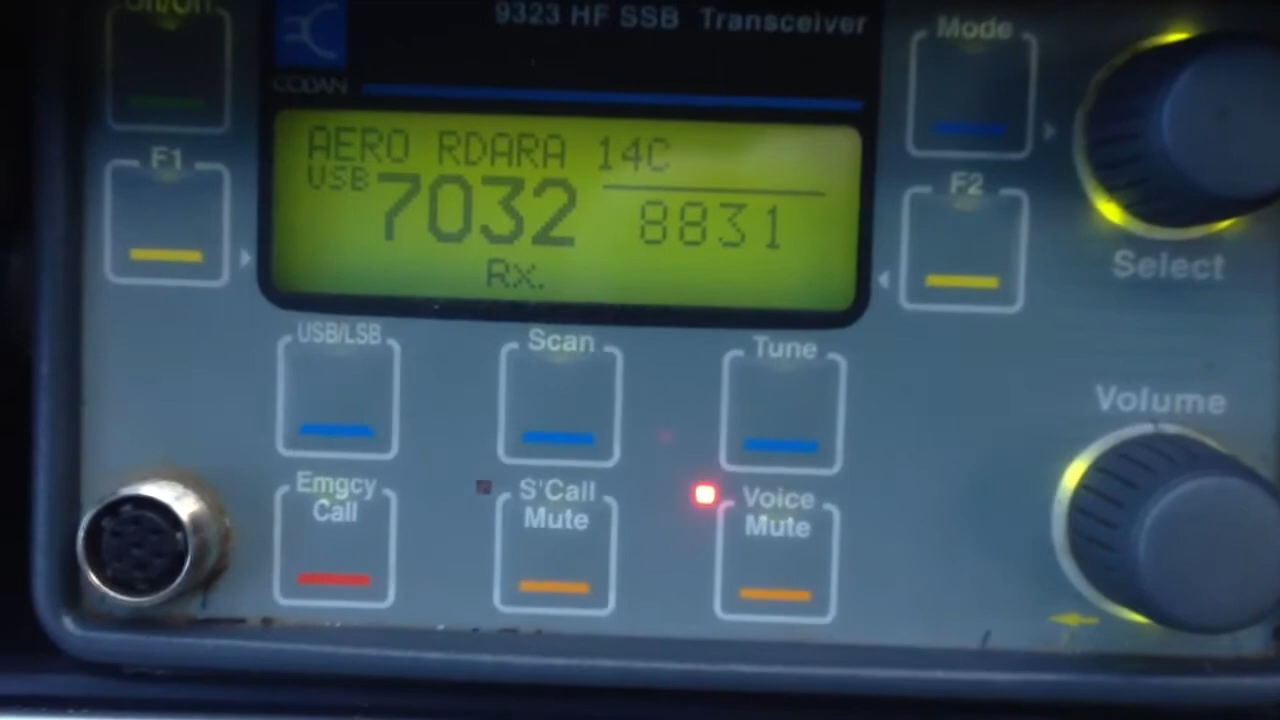 On/Off
9323 HF SSB Transceiver
CODAN
Mode
F1
AERO RDARA 14C
USB 7032 8831
Rx.
F2
Select
USB/LSB
Scan
Tune
Volume
Emgcy
Call
S'Call
Mute
Voice
Mute